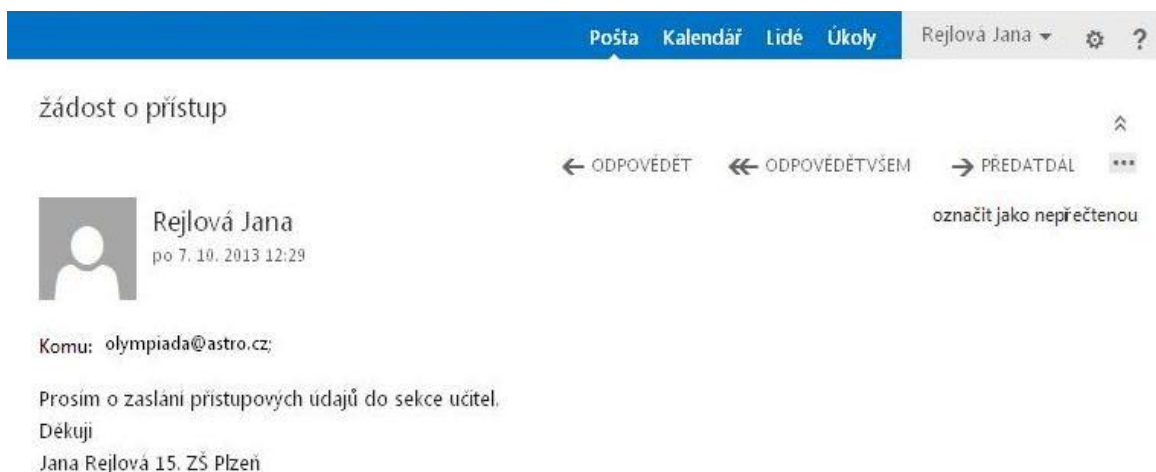 Pošta Kalendář Lidé Úkoly Rejlová Jana ?
žádost o přístup
ODPOVĚDĚT ODPOVĚDĚTVŠEM PŘEDATDÁL ...
Rejlová Jana označit jako nepřečtenou
po 7. 10. 2013 12:29
Komu: olympiada@astro.cz;
Prosím o zaslání přístupových údajů do sekce učitel.
Děkuji
Jana Rejlová 15. ZŠ Plzeň